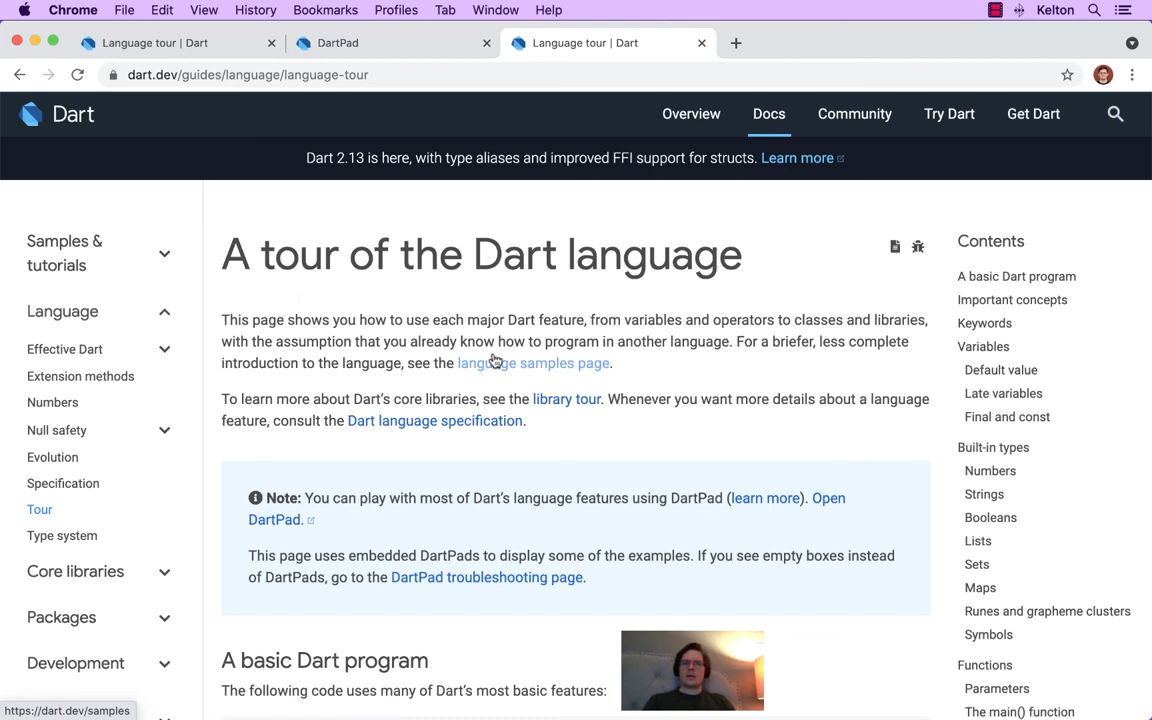 Chrome File Edit View History Bookmarks Profiles Tab Window Help Kelton
Language tour | Dart DartPad Language tour | Dart
dart.dev/guides/language/language-tour
Dart Overview Docs Community Try Dart Get Dart
Dart 2.13 is here, with type aliases and improved FFI support for structs. Learn more
Samples &
tutorials
Language
Effective Dart
Extension methods
Numbers
Null safety
Evolution
Specification
Tour
Type system
Core libraries
Packages
Development
https://dart.dev/samples
A tour of the Dart language
This page shows you how to use each major Dart feature, from variables and operators to classes and libraries,
with the assumption that you already know how to program in another language. For a briefer, less complete
introduction to the language, see the language samples page.
To learn more about Dart's core libraries, see the library tour. Whenever you want more details about a language
feature, consult the Dart language specification.
Note: You can play with most of Dart's language features using DartPad (learn more). Open
DartPad.
This page uses embedded DartPads to display some of the examples. If you see empty boxes instead
of DartPads, go to the DartPad troubleshooting page.
A basic Dart program
The following code uses many of Dart's most basic features:
Contents
A basic Dart program
Important concepts
Keywords
Variables
Default value
Late variables
Final and const
Built-in types
Numbers
Strings
Booleans
Lists
Sets
Maps
Runes and grapheme clusters
Symbols
Functions
Parameters
The main() function